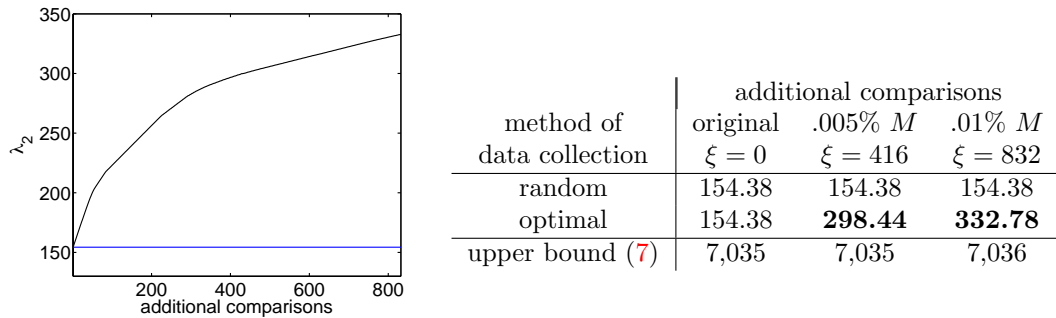 350
300
250
200
150
λ2
200 400 600 800
additional comparisons
additional comparisons
method of original .005% M .01% M
data collection ξ = 0 ξ = 416 ξ = 832
random 154.38 154.38 154.38
optimal 154.38 298.44 332.78
upper bound (7) 7,035 7,035 7,036